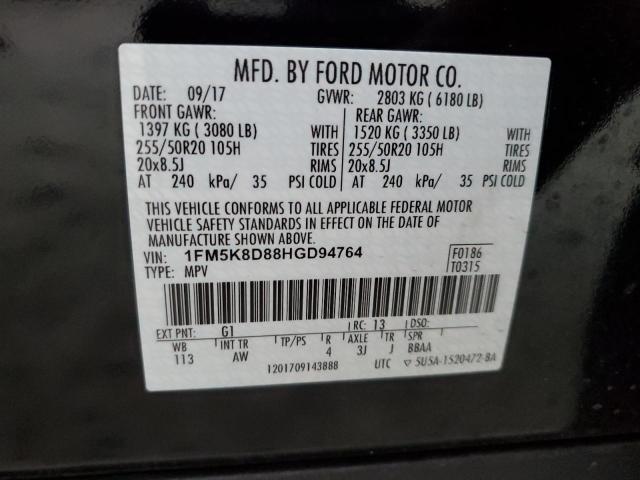 MFD. BY FORD MOTOR CO.
DATE: 09/17 GVWR: 2803 KG ( 6180 LB)
FRONT GAWR: REAR GAWR:
1397 KG ( 3080 LB) WITH 1520 KG ( 3350 LB) WITH
255/50R20 105H TIRES 255/50R20 105H TIRES
20x8.5J RIMS 20x8.5J RIMS
AT 240 kPa/ 35 PSI COLD AT 240 kPa/ 35 PSI COLD
THIS VEHICLE CONFORMS TO ALL APPLICABLE FEDERAL MOTOR
VEHICLE SAFETY STANDARDS IN EFFECT ON THE DATE OF
MANUFACTURE SHOWN ABOVE.
VIN: 1FM5K8D88HGD94764 F0186
TYPE: MPV T0315
EXT PNT: G1 RC: 13 DSO:
WB INT TR TP/PS R AXLE TR SPR
113 AW 4 3J J BBAA
1201709143888 UTC ▽ 5U5A-1520472-BA